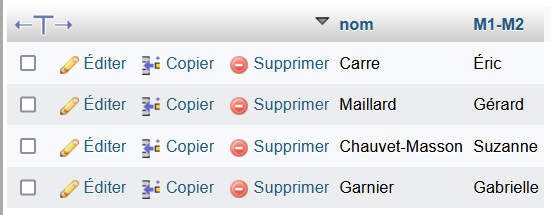 nom M1-M2
Éditer Copier Supprimer Carre Éric
Éditer Copier Supprimer Maillard Gérard
Éditer Copier Supprimer Chauvet-Masson Suzanne
Éditer Copier Supprimer Garnier Gabrielle